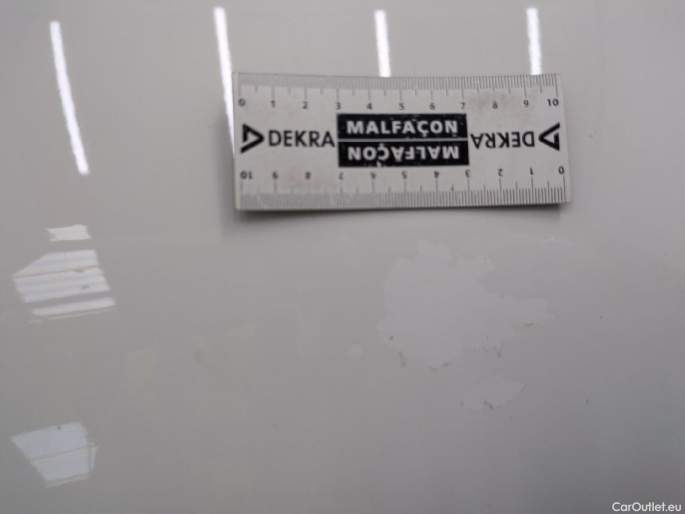 0 1 2 3 4 5 6 7 8 9 10
DEKRA MALFAÇON DEKRA
MALFAÇON
10 9 8 7 6 5 4 3 2 1 0
CarOutlet.eu